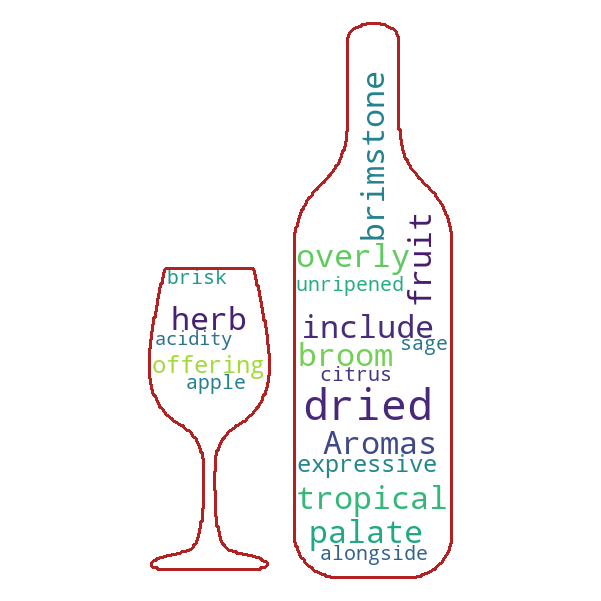 brisk
herb
acidity
offering
apple
brimstone
fruit
overly
unripened
include
sage
broom
citrus
dried
Aromas
expressive
tropical
palate
alongside